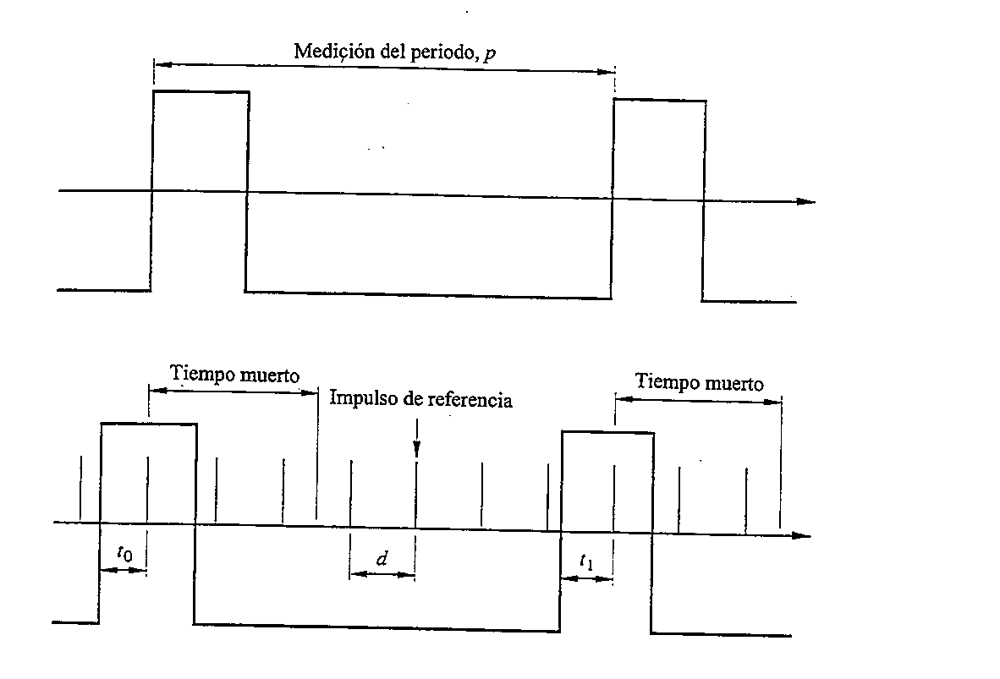 Medición del periodo, p
Tiempo muerto
Tiempo muerto
Impulso de referencia
t0
d
t1